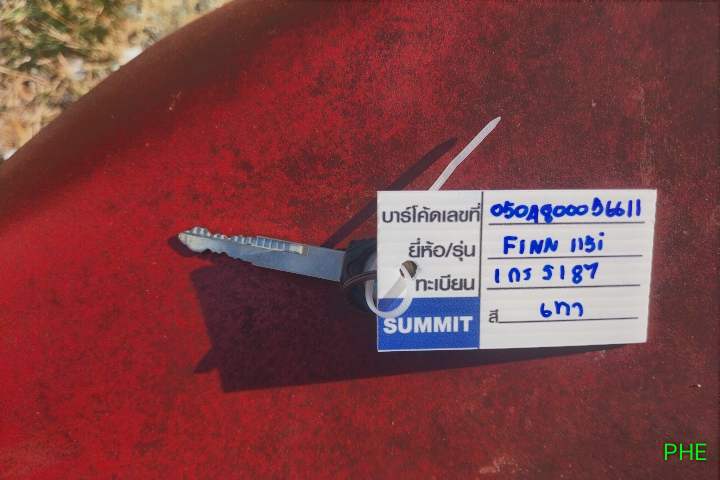 บาร์โค้ดเลขที่ 050A8000D6611
ยี่ห้อ/รุ่น FINN 115i
ทะเบียน 1กร 5187
SUMMIT สี เทา
PHE